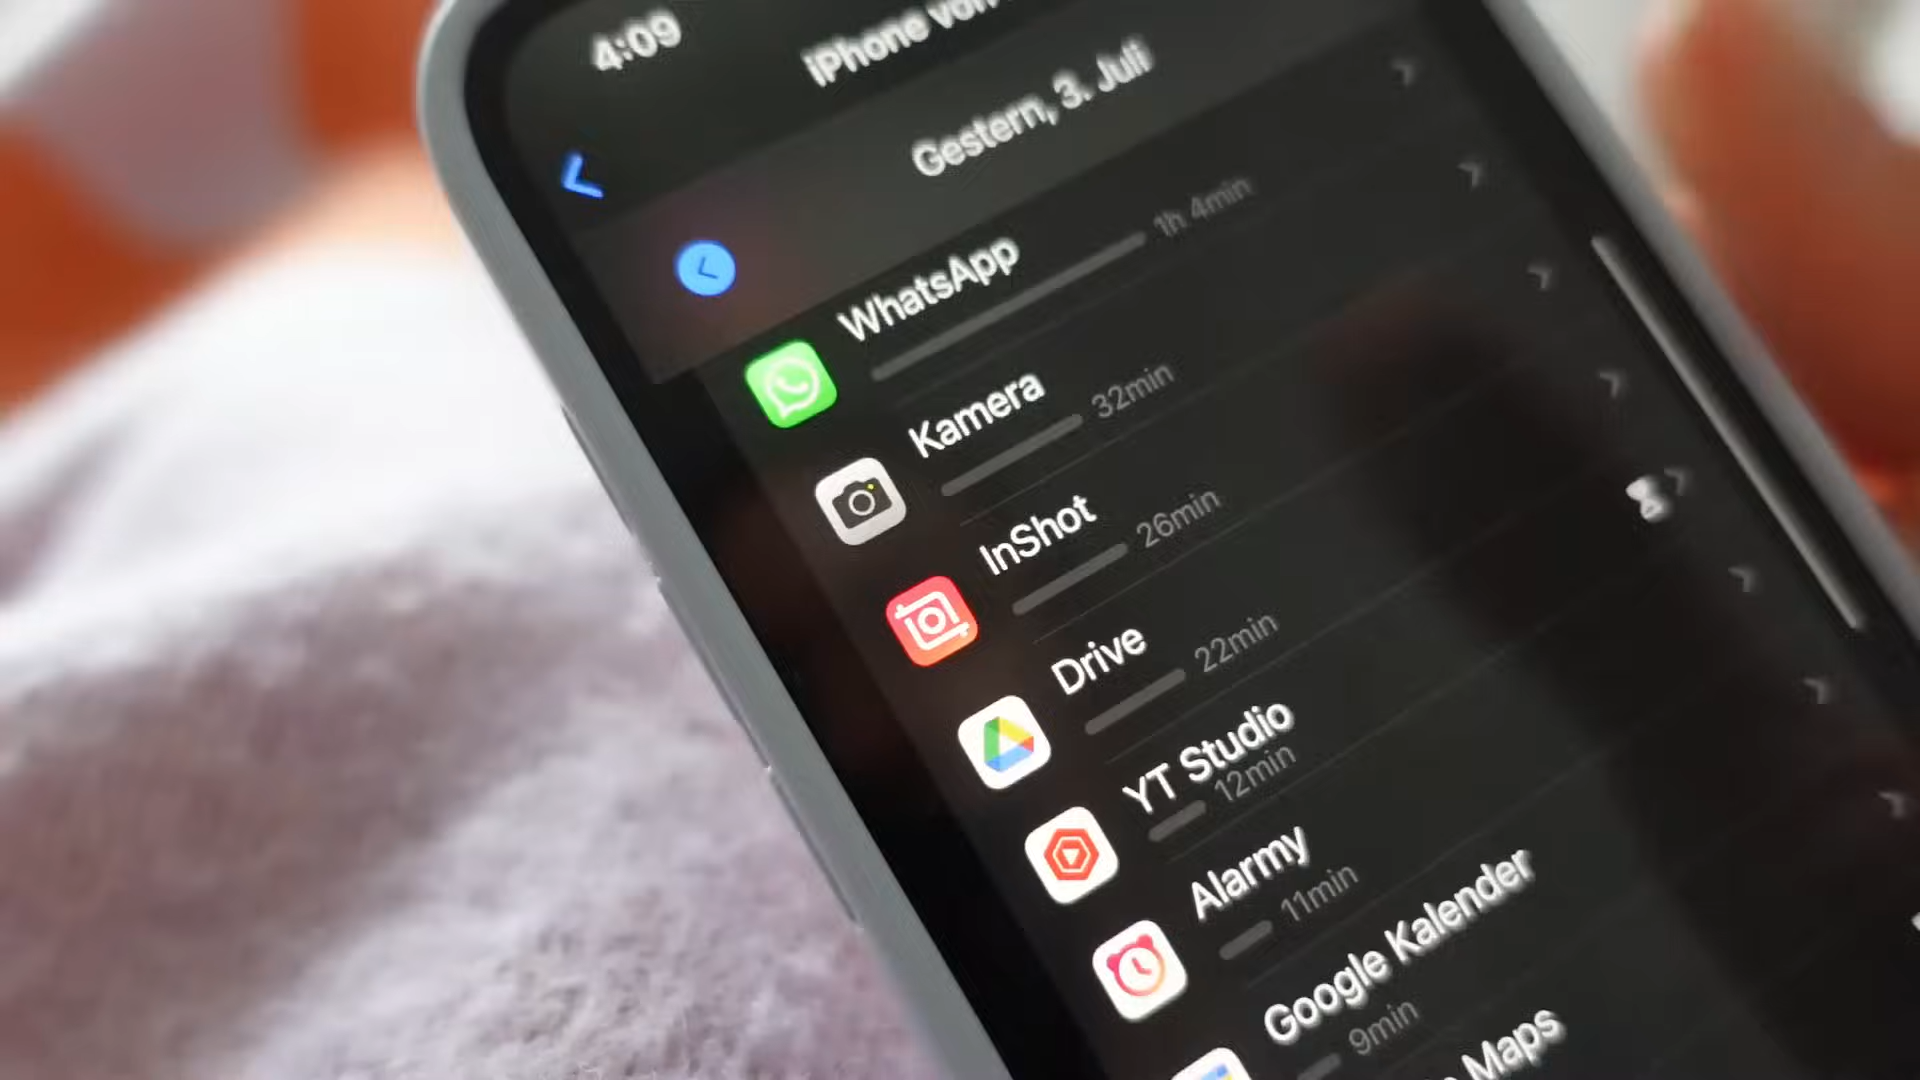 4:09
iPhone von
Gestern, 3. Juli
WhatsApp
1h 4min
Kamera
32min
InShot
26min
Drive
22min
YT Studio
12min
Alarmy
11min
Google Kalender
9min
Maps